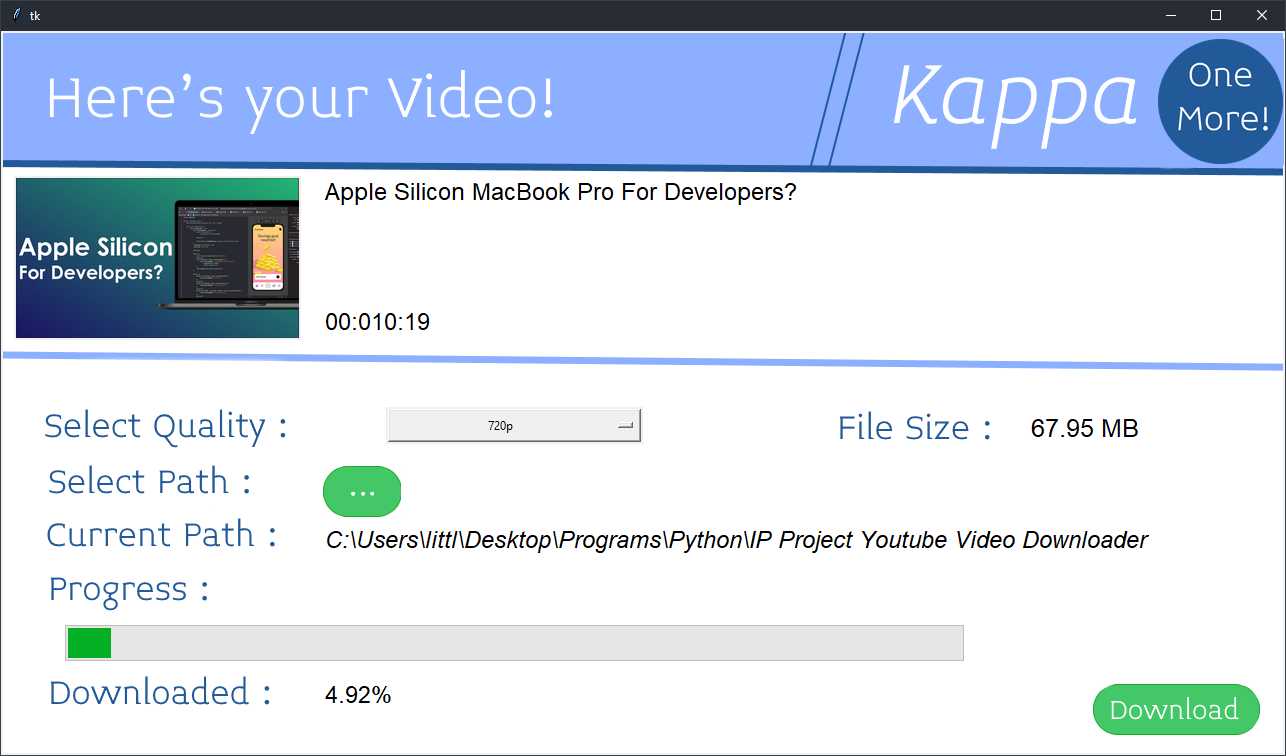 tk
Here's your Video!
Kappa
One
More!
Apple Silicon
For Developers?
Apple Silicon MacBook Pro For Developers?
00:010:19
Select Quality :
720p
File Size :
67.95 MB
Select Path :
...
Current Path :
C:\Users\littl\Desktop\Programs\Python\IP Project Youtube Video Downloader
Progress :
Downloaded :
4.92%
Download